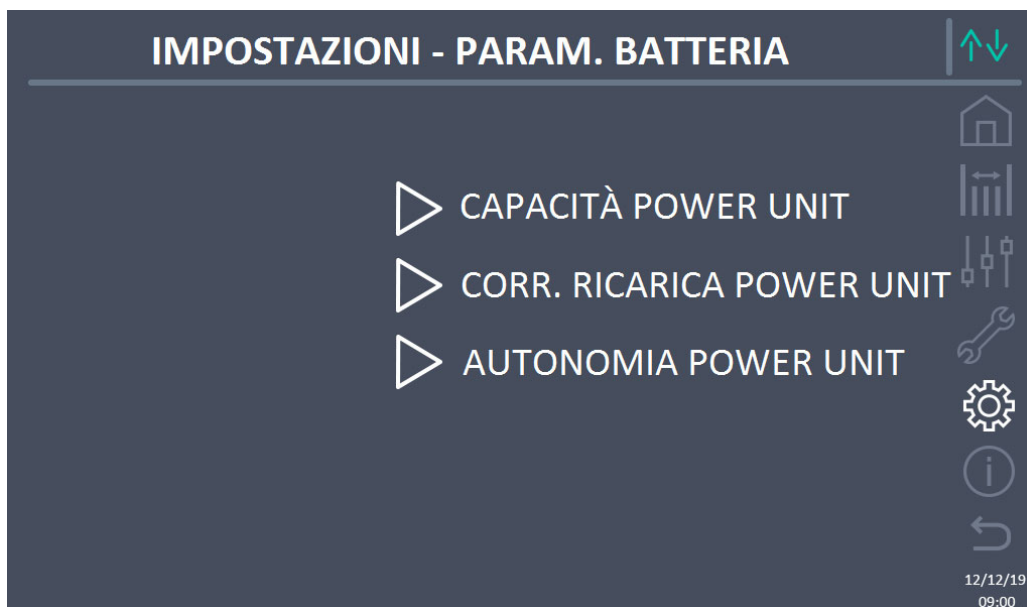 IMPOSTAZIONI - PARAM. BATTERIA
CAPACITÀ POWER UNIT
CORR. RICARICA POWER UNIT
AUTONOMIA POWER UNIT
12/12/19
09:00